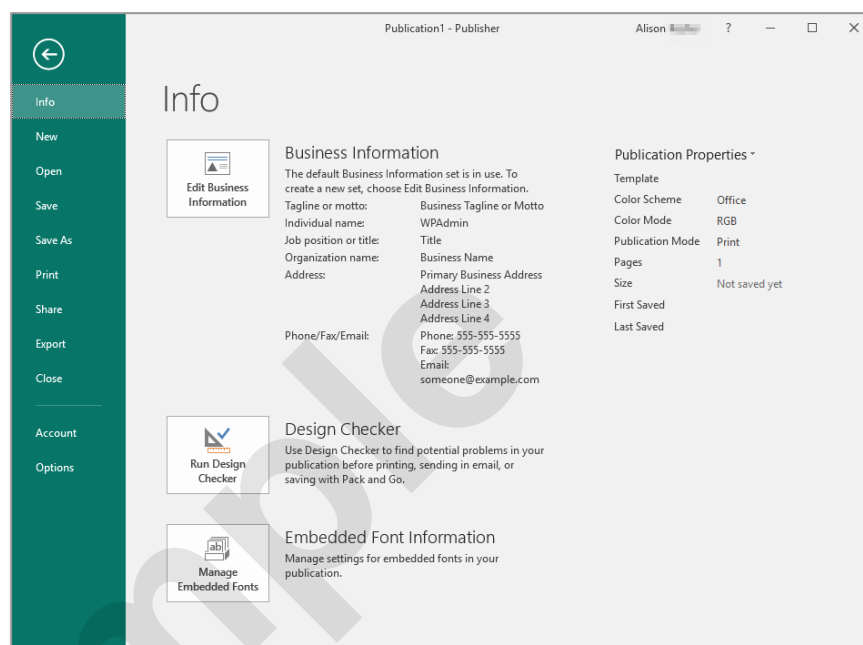 Publication1 - Publisher
Alison
?
Info
New
Open
Save
Save As
Print
Share
Export
Close
Account
Options
Info
Edit Business
Information
Business Information
The default Business Information set is in use. To
create a new set, choose Edit Business Information.
Tagline or motto: Business Tagline or Motto
Individual name: WPAdmin
Job position or title: Title
Organization name: Business Name
Address: Primary Business Address
Address Line 2
Address Line 3
Address Line 4
Phone/Fax/Email: Phone: 555-555-5555
Fax: 555-555-5555
Email:
someone@example.com
Publication Properties
Template
Color Scheme Office
Color Mode RGB
Publication Mode Print
Pages 1
Size Not saved yet
First Saved
Last Saved
Run Design
Checker
Design Checker
Use Design Checker to find potential problems in your
publication before printing, sending in email, or
saving with Pack and Go.
ab
Manage
Embedded Fonts
Embedded Font Information
Manage settings for embedded fonts in your
publication.
mple